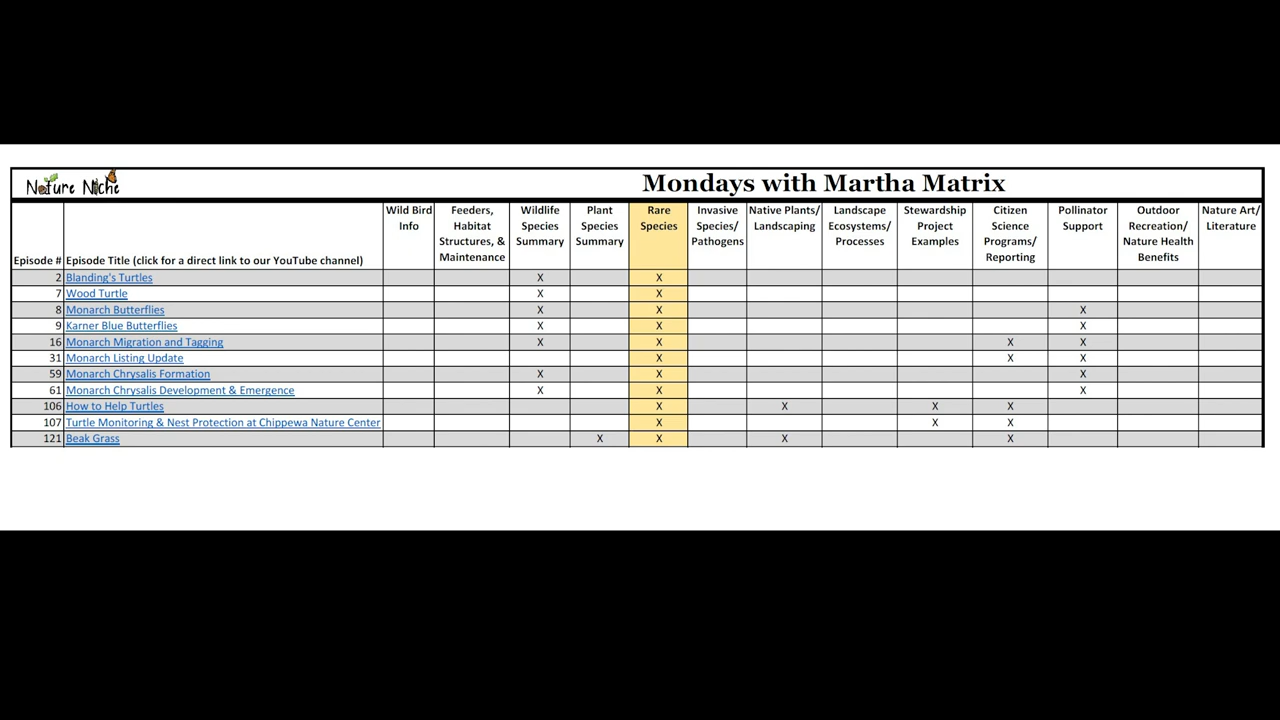 Nature Niche
Mondays with Martha Matrix
Episode # Episode Title (click for a direct link to our YouTube channel) Wild Bird Info Feeders, Habitat Structures, & Maintenance Wildlife Species Summary Plant Species Summary Rare Species Invasive Species/ Pathogens Native Plants/ Landscaping Landscape Ecosystems/ Processes Stewardship Project Examples Citizen Science Programs/ Reporting Pollinator Support Outdoor Recreation/ Nature Health Benefits Nature Art/ Literature
2 Blanding's Turtles X X
7 Wood Turtle X X
8 Monarch Butterflies X X X
9 Karner Blue Butterflies X X X
16 Monarch Migration and Tagging X X X X
31 Monarch Listing Update X X X
59 Monarch Chrysalis Formation X X X
61 Monarch Chrysalis Development & Emergence X X X
106 How to Help Turtles X X X X
107 Turtle Monitoring & Nest Protection at Chippewa Nature Center X X X
121 Beak Grass X X X X